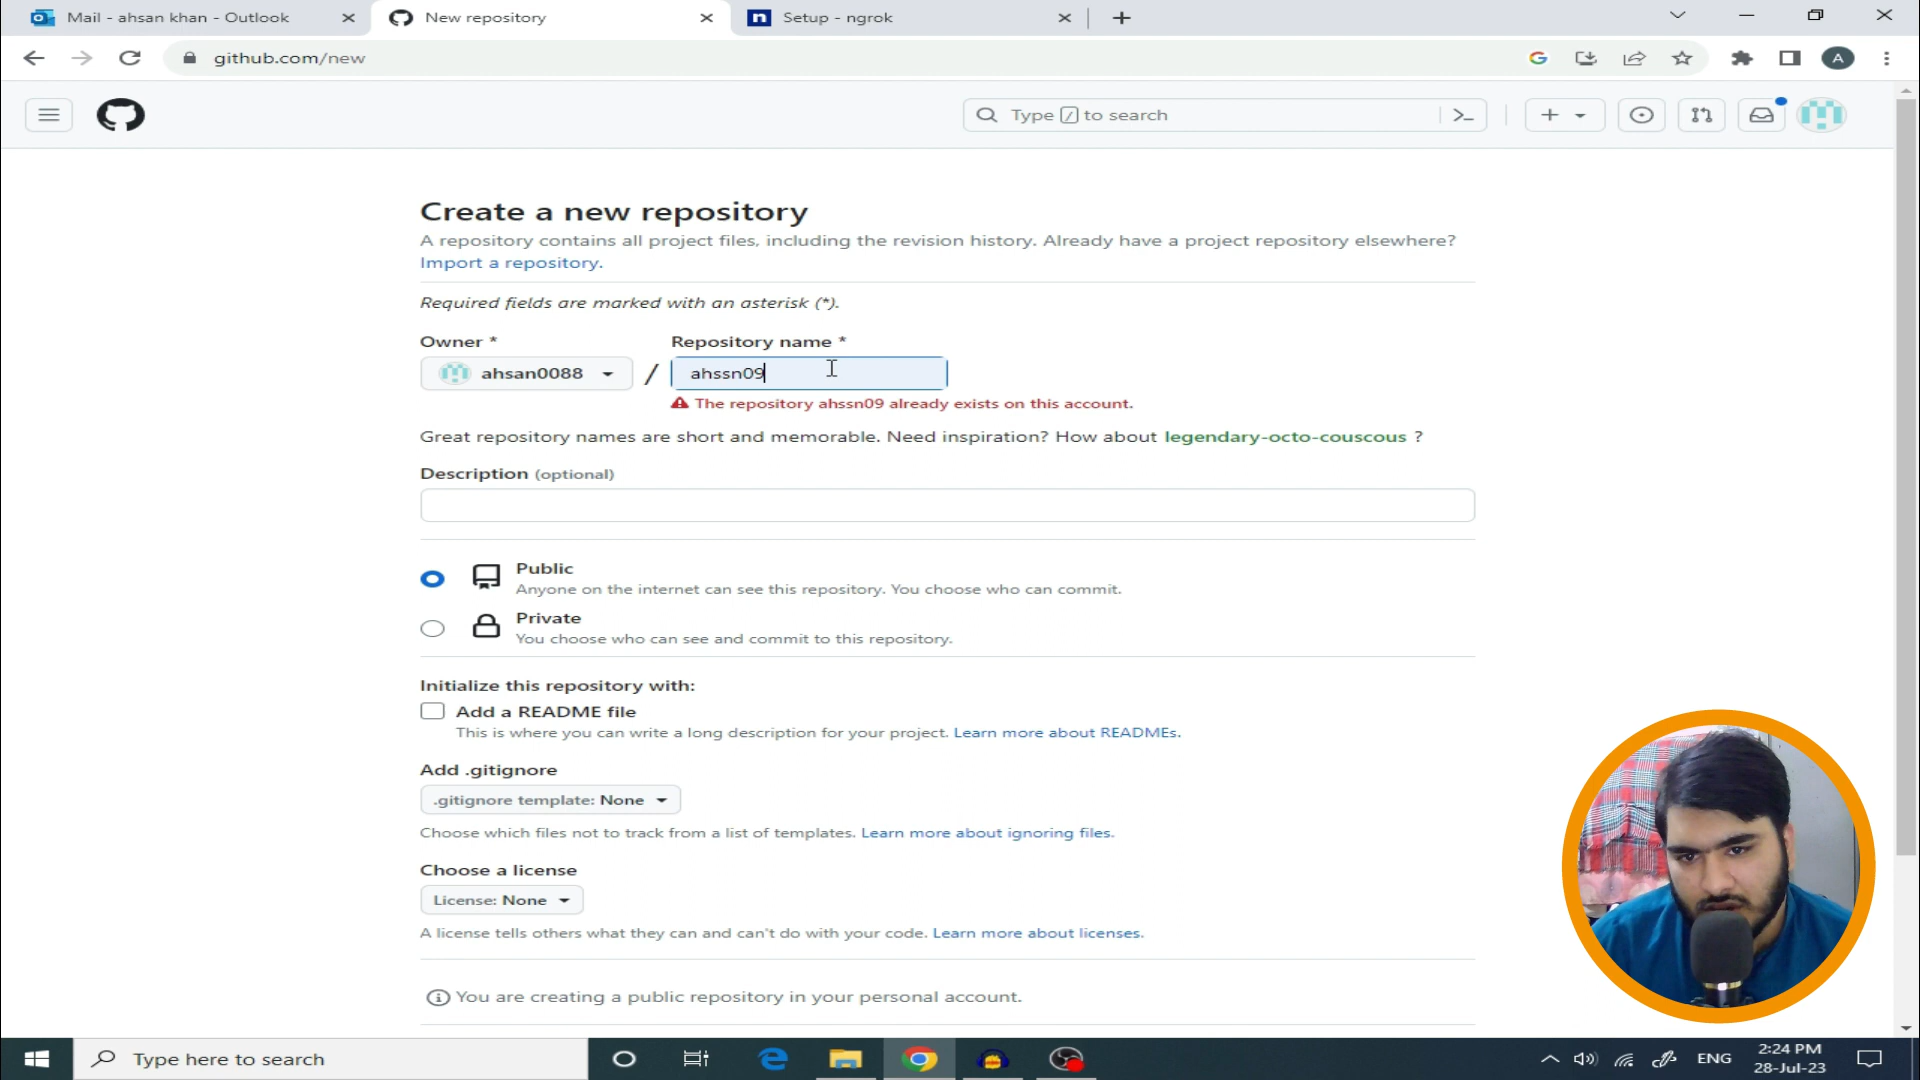 Mail - ahsan khan - Outlook
New repository
Setup - ngrok
github.com/new
A
Type / to search
Create a new repository
A repository contains all project files, including the revision history. Already have a project repository elsewhere?
Import a repository.
Required fields are marked with an asterisk (*).
Owner *
Repository name *
ahsan0088
/
ahssn09
The repository ahssn09 already exists on this account.
Great repository names are short and memorable. Need inspiration? How about legendary-octo-couscous ?
Description (optional)
Public
Anyone on the internet can see this repository. You choose who can commit.
Private
You choose who can see and commit to this repository.
Initialize this repository with:
Add a README file
This is where you can write a long description for your project. Learn more about READMEs.
Add .gitignore
.gitignore template: None
Choose which files not to track from a list of templates. Learn more about ignoring files.
Choose a license
License: None
A license tells others what they can and can't do with your code. Learn more about licenses.
You are creating a public repository in your personal account.
Type here to search
ENG
2:24 PM
28-Jul-23